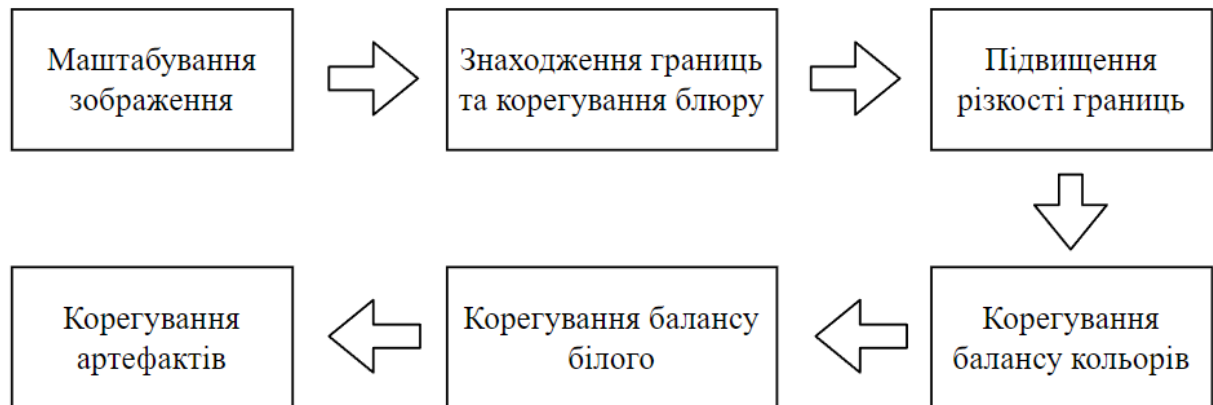 Маштабування
зображення
Знаходження границь
та корегування блюру
Підвищення
різкості границь
Корегування
балансу кольорів
Корегування балансу
білого
Корегування
артефактів